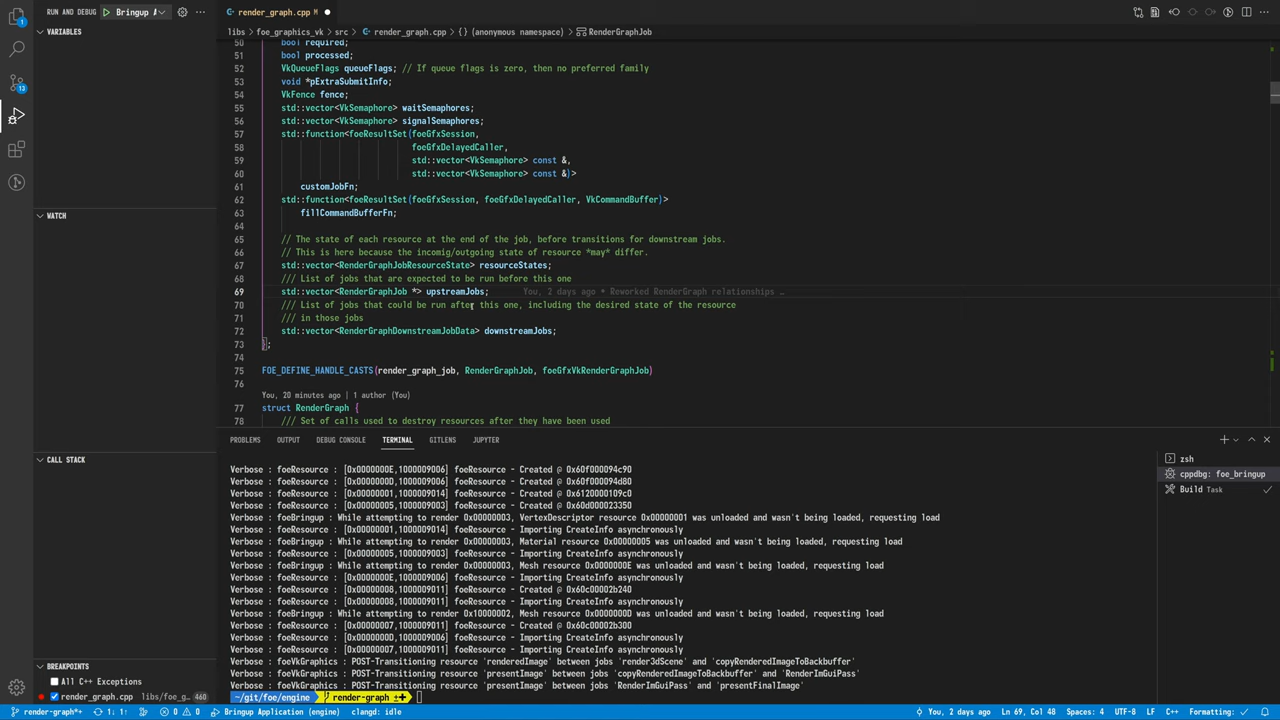 RUN AND DEBUG
Bringup A
render_graph.cpp M
VARIABLES
libs > foe_graphics_vk > src > render_graph.cpp > {} (anonymous namespace) > RenderGraphJob
50 bool required;
51 bool processed;
52 VkQueueFlags queueFlags; // If queue flags is zero, then no preferred family
53 void *pExtraSubmitInfo;
54 VkFence fence;
55 std::vector<VkSemaphore> waitSemaphores;
56 std::vector<VkSemaphore> signalSemaphores;
57 std::function<foeResultSet(foeGfxSession,
58 foeGfxDelayedCaller,
59 std::vector<VkSemaphore> const &,
60 std::vector<VkSemaphore> const &)>
61 customJobFn;
62 std::function<foeResultSet(foeGfxSession, foeGfxDelayedCaller, VkCommandBuffer)>
63 fillCommandBufferFn;
64
65 // The state of each resource at the end of the job, before transitions for downstream jobs.
66 // This is here because the incomig/outgoing state of resource *may* differ.
67 std::vector<RenderGraphJobResourceState> resourceStates;
68 /// List of jobs that are expected to be run before this one
69 std::vector<RenderGraphJob *> upstreamJobs; You, 2 days ago • Reworked RenderGraph relationships …
70 /// List of jobs that could be run after this one, including the desired state of the resource
71 /// in those jobs
72 std::vector<RenderGraphDownstreamJobData> downstreamJobs;
73 };
74
75 FOE_DEFINE_HANDLE_CASTS(render_graph_job, RenderGraphJob, foeGfxVkRenderGraphJob)
76
You, 20 minutes ago | 1 author (You)
77 struct RenderGraph {
78 /// Set of calls used to destroy resources after they have been used
1
13
WATCH
CALL STACK
BREAKPOINTS
All C++ Exceptions
render_graph.cpp libs/foe_g... 460
PROBLEMS OUTPUT DEBUG CONSOLE TERMINAL GITLENS JUPYTER
zsh
cppdbg: foe_bringup
Build Task
Verbose : foeResource : [0x0000000E,1000009006] foeResource - Created @ 0x60f000094c90
Verbose : foeResource : [0x0000000D,1000009006] foeResource - Created @ 0x60f000094d80
Verbose : foeResource : [0x00000001,1000009014] foeResource - Created @ 0x6120000109c0
Verbose : foeResource : [0x00000005,1000009003] foeResource - Created @ 0x60d000023350
Verbose : foeBringup : While attempting to render 0x00000003, VertexDescriptor resource 0x00000001 was unloaded and wasn't being loaded, requesting load
Verbose : foeResource : [0x00000001,1000009014] foeResource - Importing CreateInfo asynchronously
Verbose : foeBringup : While attempting to render 0x00000003, Material resource 0x00000005 was unloaded and wasn't being loaded, requesting load
Verbose : foeResource : [0x00000005,1000009003] foeResource - Importing CreateInfo asynchronously
Verbose : foeBringup : While attempting to render 0x00000003, Mesh resource 0x0000000E was unloaded and wasn't being loaded, requesting load
Verbose : foeResource : [0x0000000E,1000009006] foeResource - Importing CreateInfo asynchronously
Verbose : foeResource : [0x00000008,1000009011] foeResource - Created @ 0x60c00002b240
Verbose : foeResource : [0x00000008,1000009011] foeResource - Importing CreateInfo asynchronously
Verbose : foeBringup : While attempting to render 0x10000002, Mesh resource 0x0000000D was unloaded and wasn't being loaded, requesting load
Verbose : foeResource : [0x00000007,1000009011] foeResource - Created @ 0x60c00002b300
Verbose : foeResource : [0x0000000D,1000009006] foeResource - Importing CreateInfo asynchronously
Verbose : foeResource : [0x00000007,1000009011] foeResource - Importing CreateInfo asynchronously
Verbose : foeVkGraphics : POST-Transitioning resource 'renderedImage' between jobs 'render3dScene' and 'copyRenderedImageToBackbuffer'
Verbose : foeVkGraphics : POST-Transitioning resource 'presentImage' between jobs 'copyRenderedImageToBackbuffer' and 'RenderImGuiPass'
Verbose : foeVkGraphics : POST-Transitioning resource 'presentImage' between jobs 'RenderImGuiPass' and 'presentFinalImage'
~/git/foe/engine render-graph
render-graph*+ 1↓ 1↑ 0 0 Bringup Application (engine) clangd: idle You, 2 days ago Ln 69, Col 48 Spaces: 4 UTF-8 LF C++ Formatting: ✓